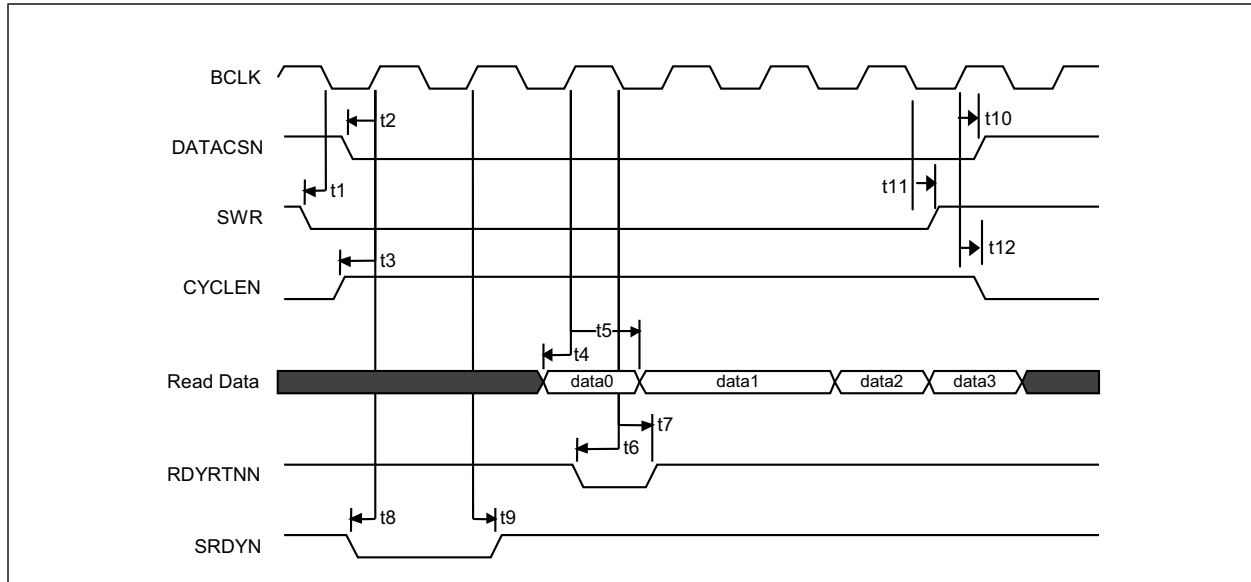 BCLK
t2
t10
DATACSN
t1
t11
SWR
t3
t12
CYCLEN
t5
t4
Read Data
data0
data1
data2
data3
t7
t6
RDYRTNN
t8
t9
SRDYN